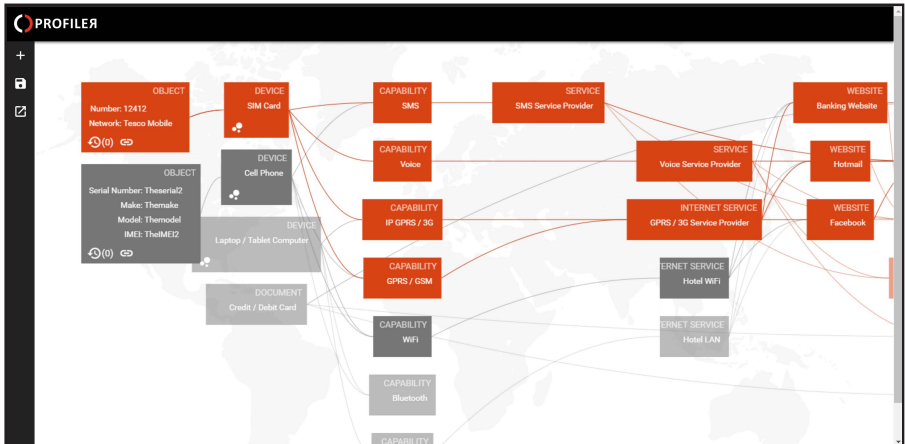 PROFILEЯ
OBJECT
Number: 12412
Network: Tesco Mobile
(0)
DEVICE
SIM Card
CAPABILITY
SMS
SERVICE
SMS Service Provider
WEBSITE
Banking Website
OBJECT
Serial Number: Theserial2
Make: Themake
Model: Themodel
IMEI: TheIMEI2
(0)
DEVICE
Cell Phone
CAPABILITY
Voice
SERVICE
Voice Service Provider
WEBSITE
Hotmail
DEVICE
Laptop / Tablet Computer
CAPABILITY
IP GPRS / 3G
INTERNET SERVICE
GPRS / 3G Service Provider
WEBSITE
Facebook
DOCUMENT
Credit / Debit Card
CAPABILITY
GPRS / GSM
TERNET SERVICE
Hotel WiFi
CAPABILITY
WiFi
TERNET SERVICE
Hotel LAN
CAPABILITY
Bluetooth
CAPABILITY